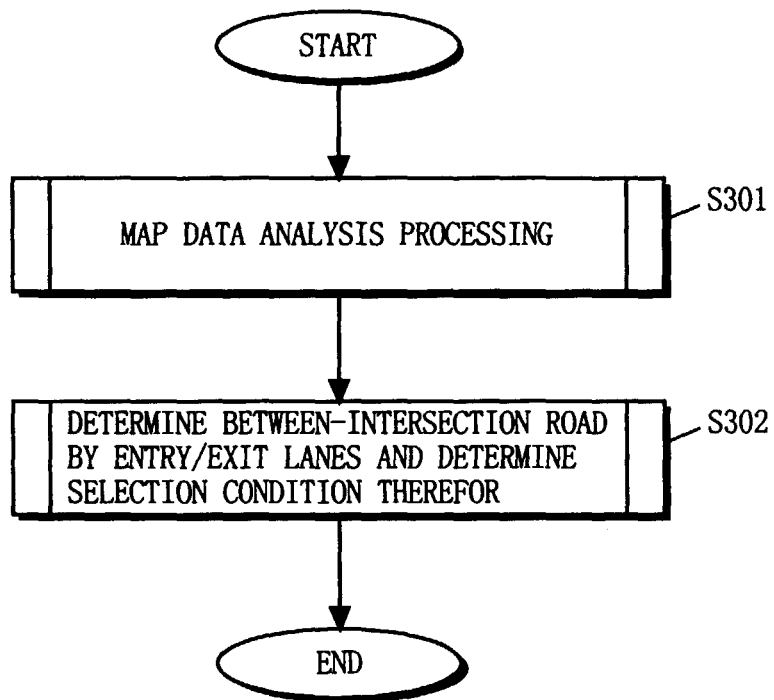 START
MAP DATA ANALYSIS PROCESSING
S301
DETERMINE BETWEEN-INTERSECTION ROAD
BY ENTRY/EXIT LANES AND DETERMINE
SELECTION CONDITION THEREFOR
S302
END